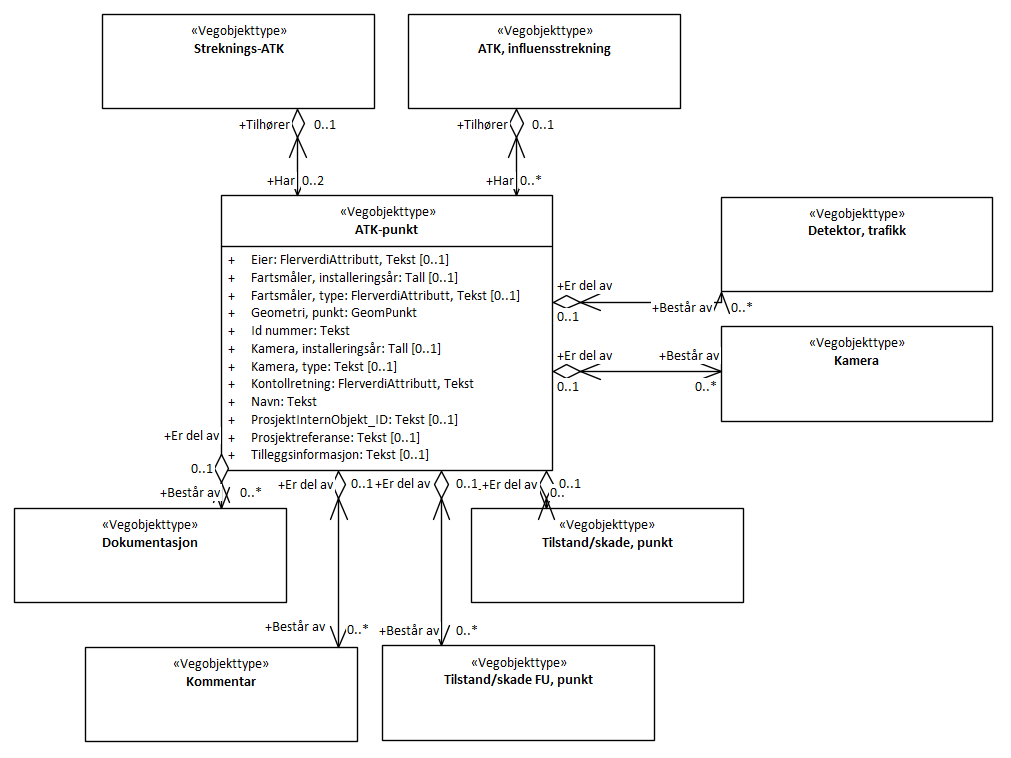 «Vegobjekttype»
Streknings-ATK
«Vegobjekttype»
ATK, influensstrekning
+Tilhører 0..1
+Tilhører 0..1
+Har 0..2
+Har 0..*
«Vegobjekttype»
ATK-punkt
+ Eier: FlerverdiAttributt, Tekst [0..1]
+ Fartsmåler, installeringsår: Tall [0..1]
+ Fartsmåler, type: FlerverdiAttributt, Tekst [0..1]
+ Geometri, punkt: GeomPunkt
+ Id nummer: Tekst
+ Kamera, installeringsår: Tall [0..1]
+ Kamera, type: Tekst [0..1]
+ Kontollretning: FlerverdiAttributt, Tekst
+ Navn: Tekst
+ ProsjektInternObjekt_ID: Tekst [0..1]
+ Prosjektreferanse: Tekst [0..1]
+ Tilleggsinformasjon: Tekst [0..1]
«Vegobjekttype»
Detektor, trafikk
+Er del av
0..1
+Består av 0..*
«Vegobjekttype»
Kamera
+Er del av
0..1
+Består av
0..*
+Er del av
0..1
+Består av 0..*
«Vegobjekttype»
Dokumentasjon
+Er del av 0..1
+Består av 0..*
«Vegobjekttype»
Kommentar
+Er del av 0..1
+Består av 0..*
«Vegobjekttype»
Tilstand/skade FU, punkt
+Er del av 0..1
0..
«Vegobjekttype»
Tilstand/skade, punkt